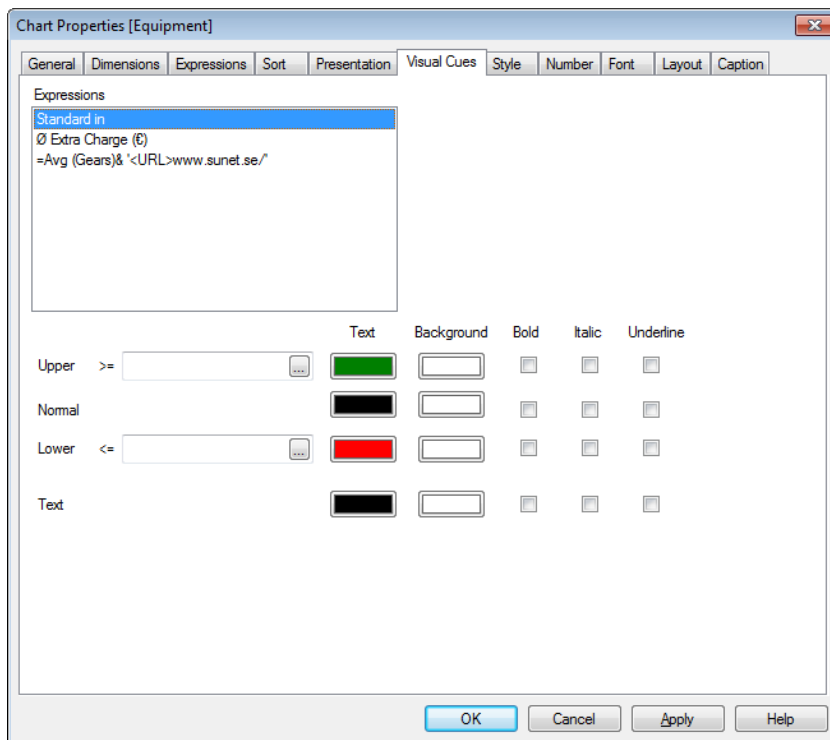 Chart Properties [Equipment]
General Dimensions Expressions Sort Presentation Visual Cues Style Number Font Layout Caption
Expressions
Standard in
Ø Extra Charge (€)
=Avg (Gears)& '<URL>www.sunet.se/'
Text Background Bold Italic Underline
Upper >= ...
Normal
Lower <= ...
Text
OK Cancel Apply Help